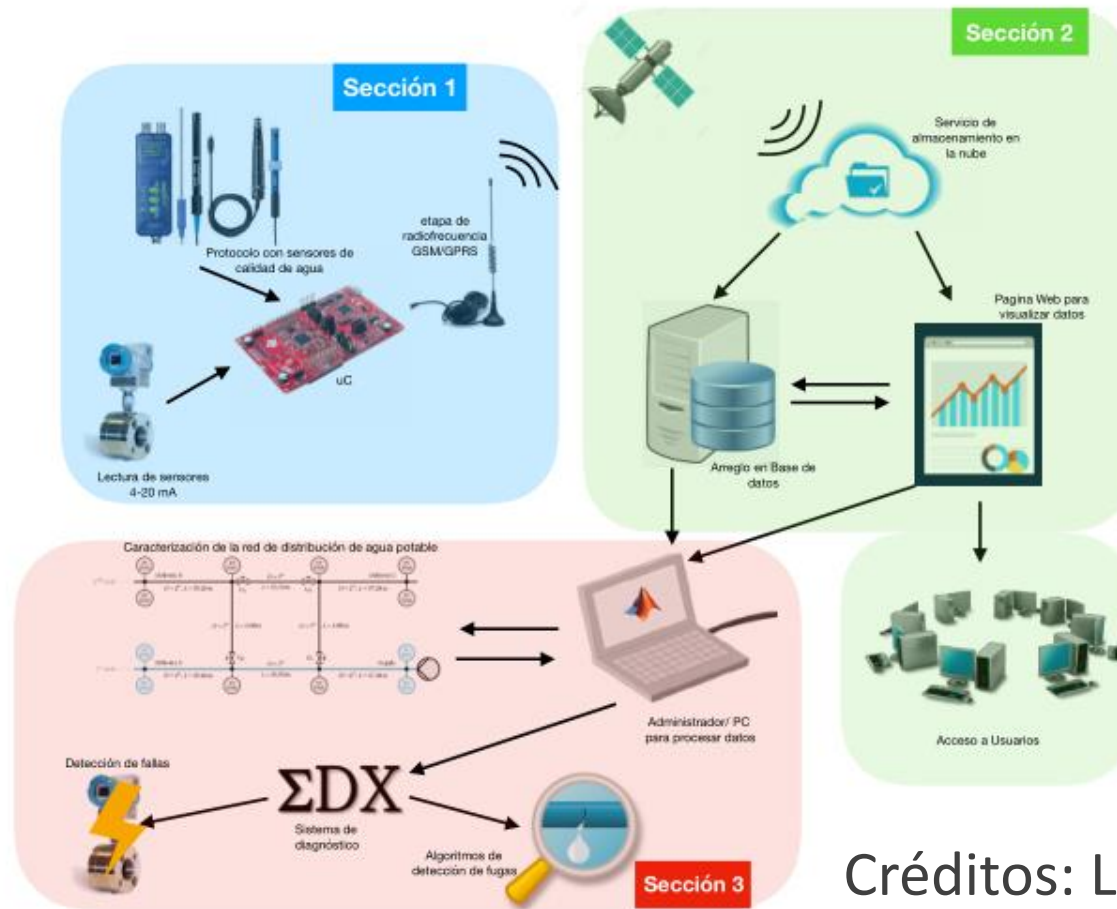 Sección 1
Protocolo con sensores de
calidad de agua
etapa de
radiofrecuencia
GSM/GPRS
uC
Lectura de sensores
4-20 mA
Sección 2
Servicio de
almacenamiento en
la nube
Pagina Web para
visualizar datos
Arreglo en Base de
datos
Acceso a Usuarios
Caracterización de la red de distribución de agua potable
Administrador/ PC
para procesar datos
Detección de fallas
ΣDX
Sistema de
diagnóstico
Algoritmos de
detección de fugas
Sección 3
Créditos: L